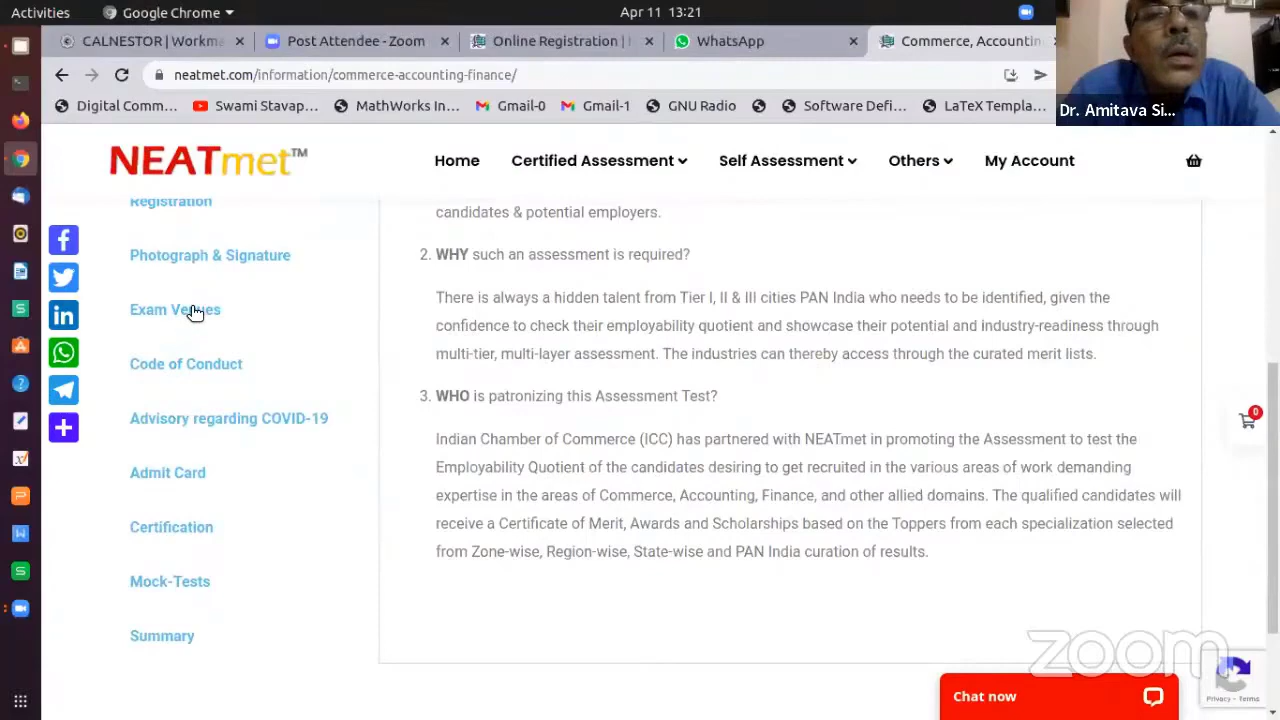 Activities
Google Chrome
Apr 11 13:21
CALNESTOR | Workme
Post Attendee - Zoom
Online Registration |
WhatsApp
Commerce, Accountin
neatmet.com/information/commerce-accounting-finance/
Digital Comm...
Swami Stavap...
MathWorks In...
Gmail-0
Gmail-1
GNU Radio
Software Defi...
LaTeX Templa...
Dr. Amitava Si...
NEATmet™
Home
Certified Assessment
Self Assessment
Others
My Account
Registration
Photograph & Signature
Exam Venues
Code of Conduct
Advisory regarding COVID-19
Admit Card
Certification
Mock-Tests
Summary
candidates & potential employers.
2. WHY such an assessment is required?
There is always a hidden talent from Tier I, II & III cities PAN India who needs to be identified, given the
confidence to check their employability quotient and showcase their potential and industry-readiness through
multi-tier, multi-layer assessment. The industries can thereby access through the curated merit lists.
3. WHO is patronizing this Assessment Test?
Indian Chamber of Commerce (ICC) has partnered with NEATmet in promoting the Assessment to test the
Employability Quotient of the candidates desiring to get recruited in the various areas of work demanding
expertise in the areas of Commerce, Accounting, Finance, and other allied domains. The qualified candidates will
receive a Certificate of Merit, Awards and Scholarships based on the Toppers from each specialization selected
from Zone-wise, Region-wise, State-wise and PAN India curation of results.
0
zoom
Privacy - Terms
Chat now